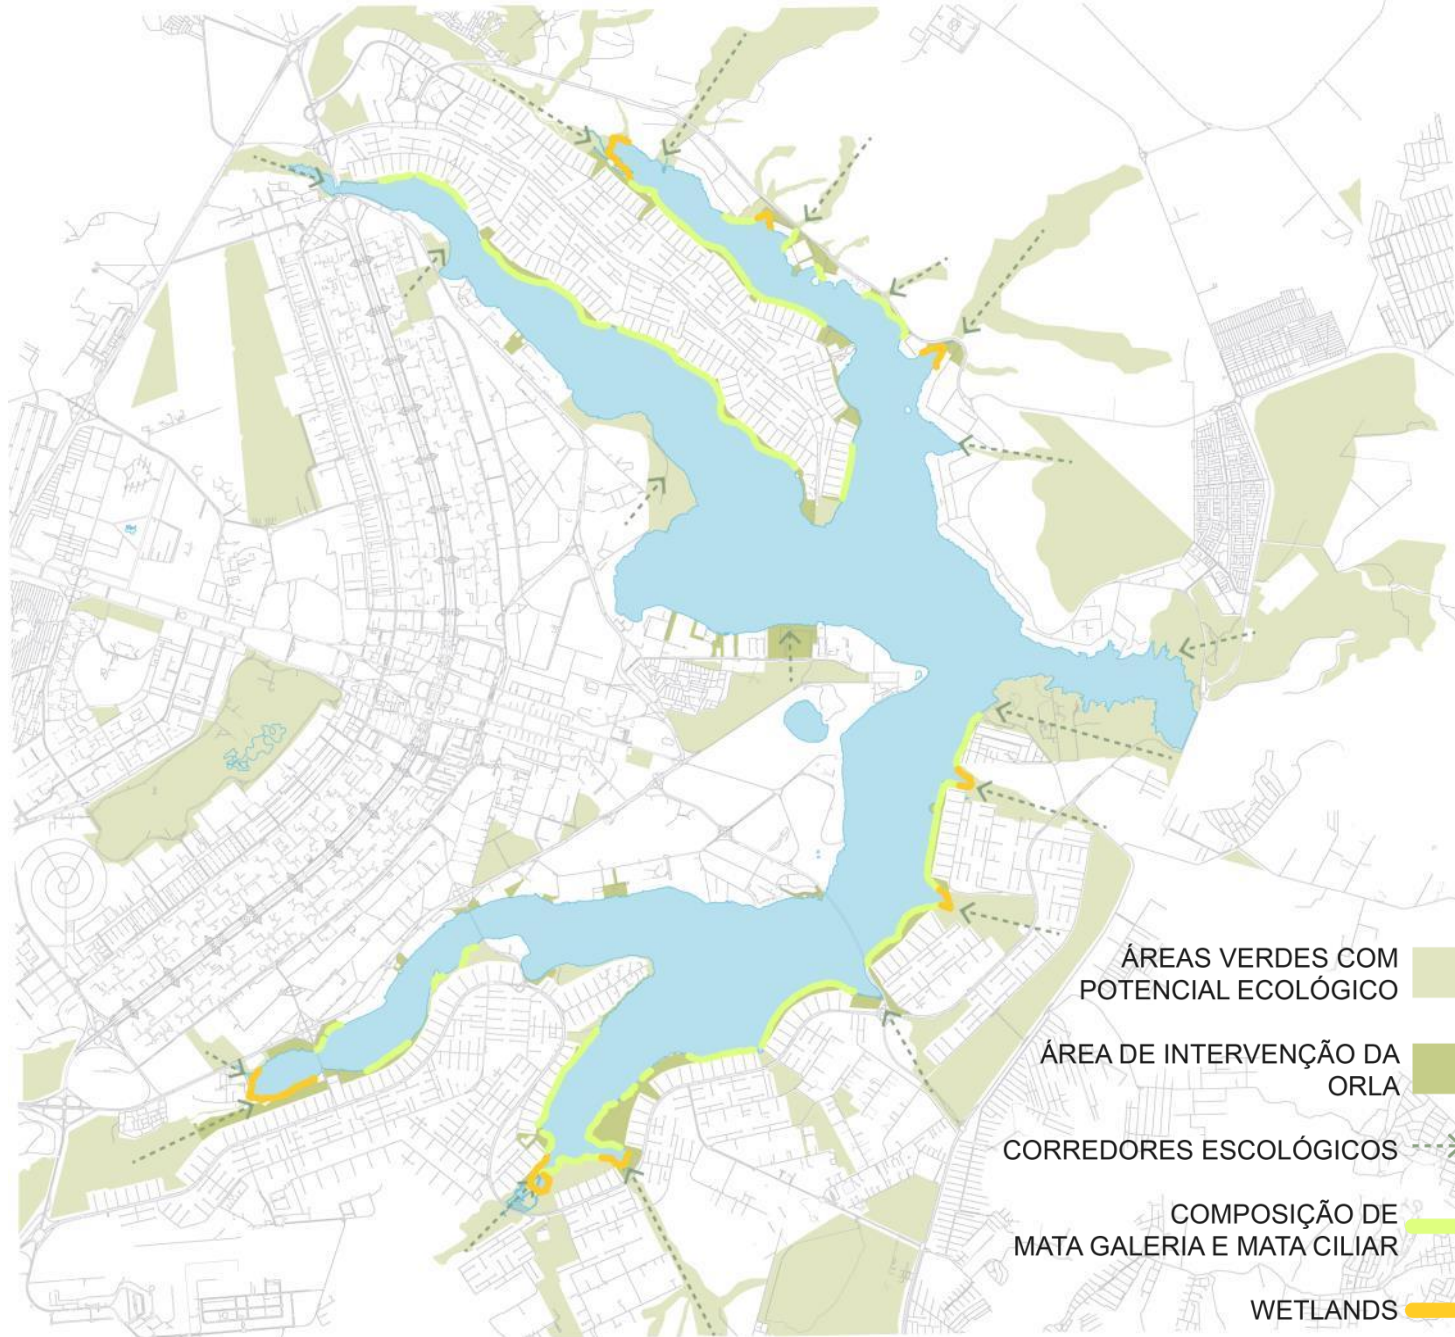 ÁREAS VERDES COM
POTENCIAL ECOLÓGICO
ÁREA DE INTERVENÇÃO DA
ORLA
CORREDORES ESCOLÓGICOS
COMPOSIÇÃO DE
MATA GALERIA E MATA CILIAR
WETLANDS